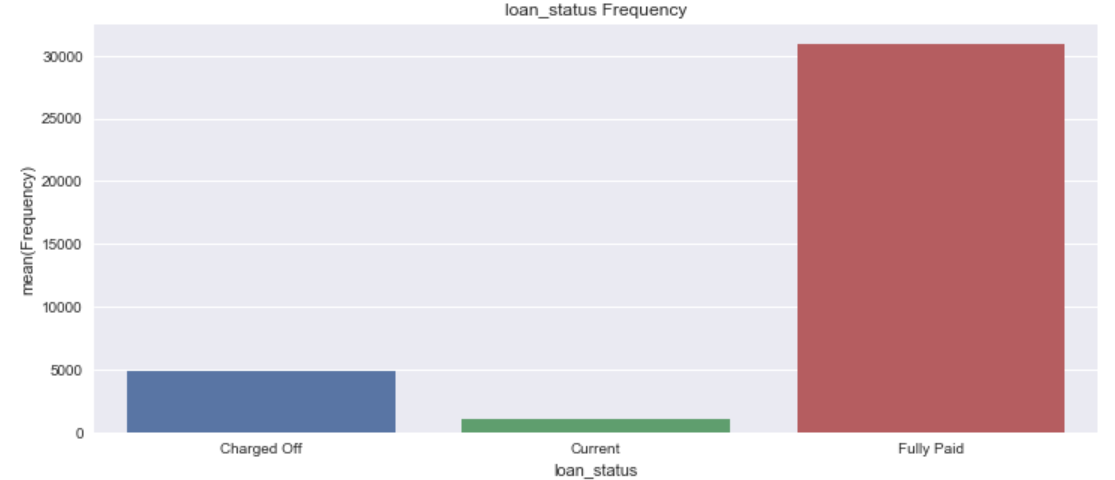 loan_status Frequency
mean(Frequency)
30000
25000
20000
15000
10000
5000
0
Charged Off
Current
Fully Paid
loan_status